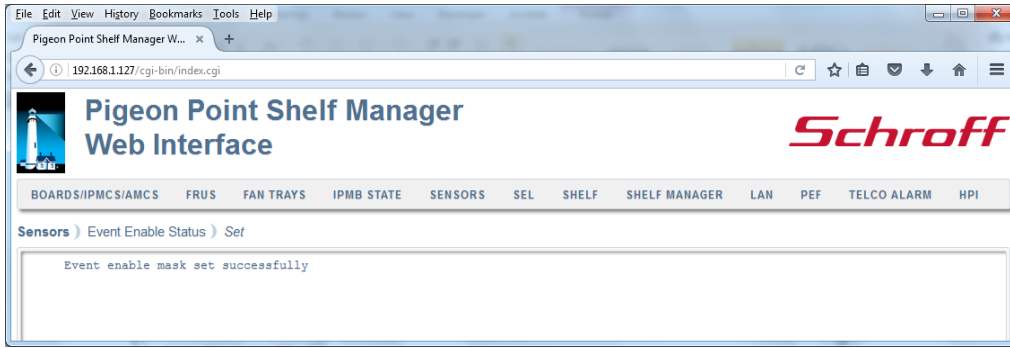 File Edit View History Bookmarks Tools Help
Pigeon Point Shelf Manager W... × +
192.168.1.127/cgi-bin/index.cgi
Pigeon Point Shelf Manager
Web Interface
Schroff
BOARDS/IPMCS/AMCS FRUS FAN TRAYS IPMB STATE SENSORS SEL SHELF SHELF MANAGER LAN PEF TELCO ALARM HPI
Sensors ) Event Enable Status ) Set
Event enable mask set successfully